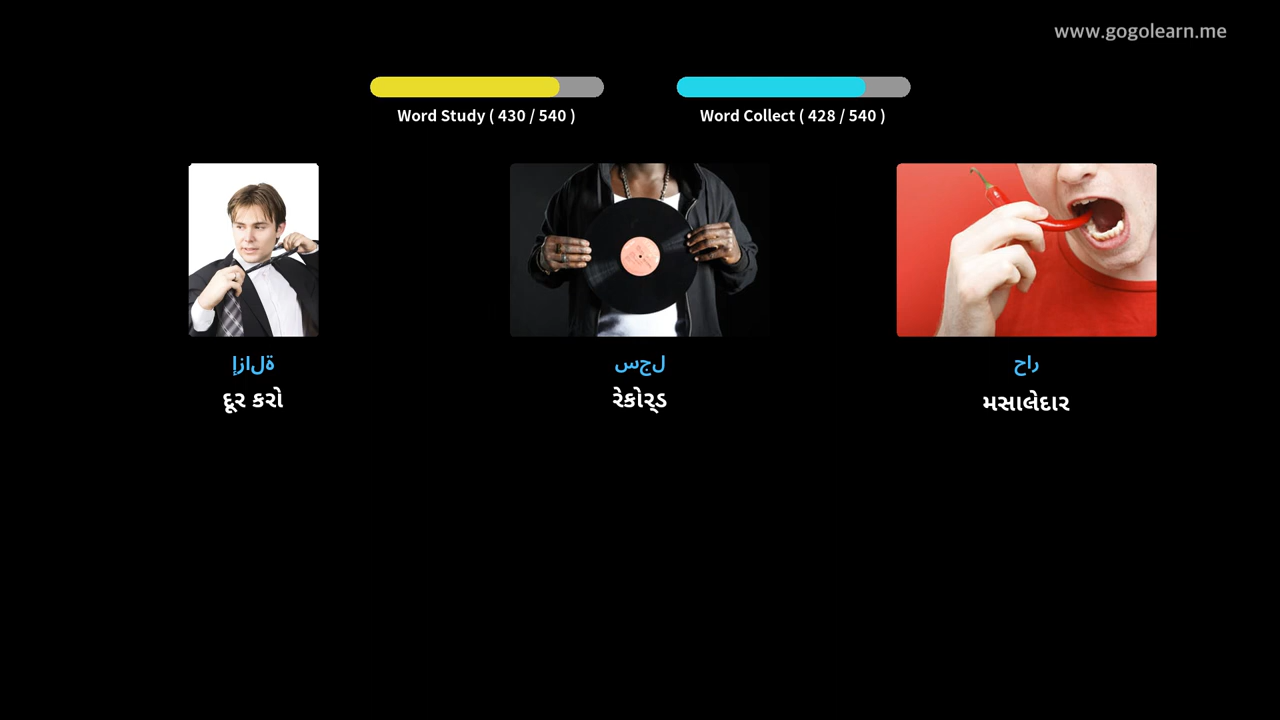 www.gogolearn.me
Word Study ( 430 / 540 )
Word Collect ( 428 / 540 )
إزالة
سجل
حار
દૂર કરો
રેકોર્ડ
મસાલેદાર